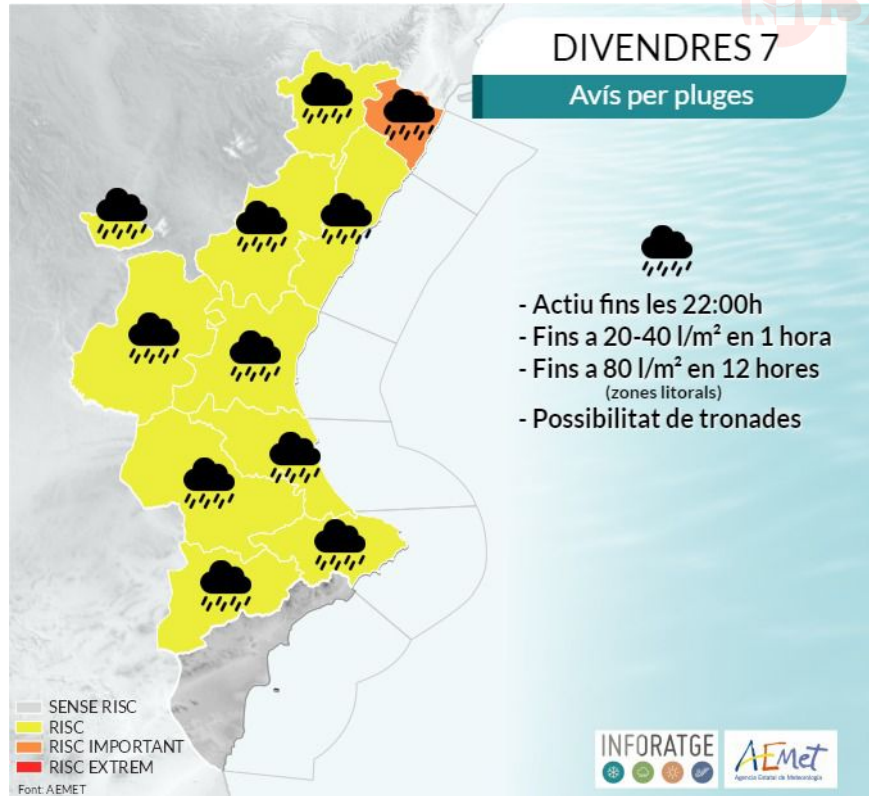 DIVENDRES 7
Avís per pluges
- Actiu fins les 22:00h
- Fins a 20-40 l/m² en 1 hora
- Fins a 80 l/m² en 12 hores
(zones litorals)
- Possibilitat de tronades
SENSE RISC
RISC
RISC IMPORTANT
RISC EXTREM
Font: AEMET
INFORATGE
AEMet
Agencia Estatal de Meteorología